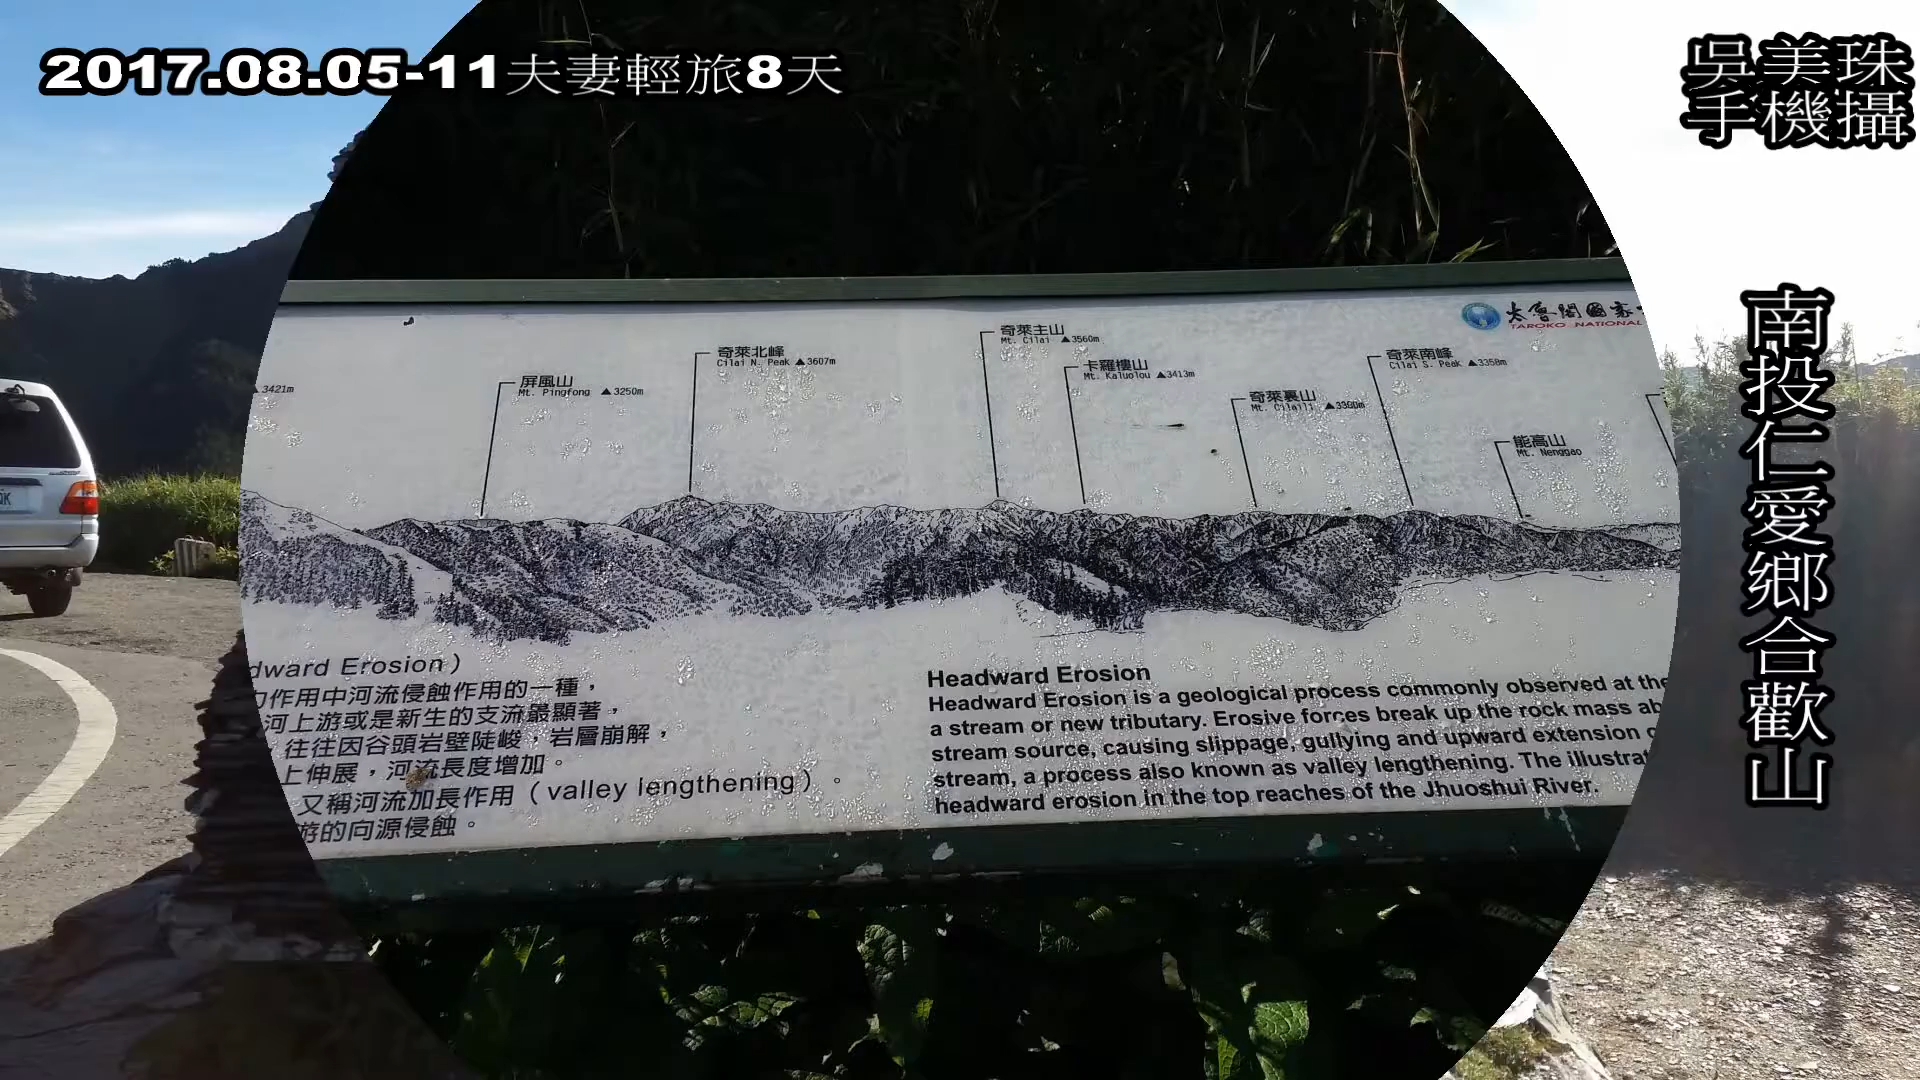 2017.08.05-11夫妻輕旅8天
吳美珠
手機攝
南投仁愛鄉合歡山
太魯閣國家
TAROKO NATIONAL
3421m
屏風山
Mt. Pingfong ▲3250m
奇萊北峰
Cilai N. Peak ▲3607m
奇萊主山
Mt. Cilai ▲3560m
卡羅樓山
Mt. Kaluolou ▲3413m
奇萊裏山
Mt. Cilaili
奇萊南峰
Cilai S. Peak ▲3358m
能高山
Mt. Nenggao
dward Erosion）
作用中河流侵蝕作用的一種，
河上游或是新生的支流最顯著，
往往因谷頭岩壁陡峻，岩層崩解，
上伸展，河流長度增加。
又稱河流加長作用（valley lengthening）。
游的向源侵蝕。
Headward Erosion
Headward Erosion is a geological process commonly observed at the
a stream or new tributary. Erosive forces break up the rock mass ab
stream source, causing slippage, gullying and upward extension
stream, a process also known as valley lengthening. The illustrat
headward erosion in the top reaches of the Jhuoshui River.